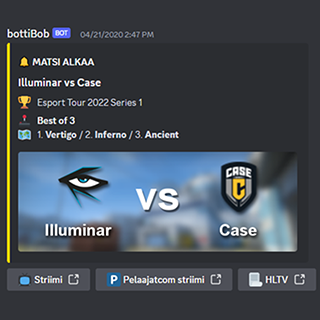 bottiBob BOT 04/21/2020 2:47 PM
MATSI ALKAA
Illuminar vs Case
Esport Tour 2022 Series 1
Best of 3
1. Vertigo / 2. Inferno / 3. Ancient
CASE
C
VS
Illuminar
Case
Striimi
P Pelaajatcom striimi
HLTV